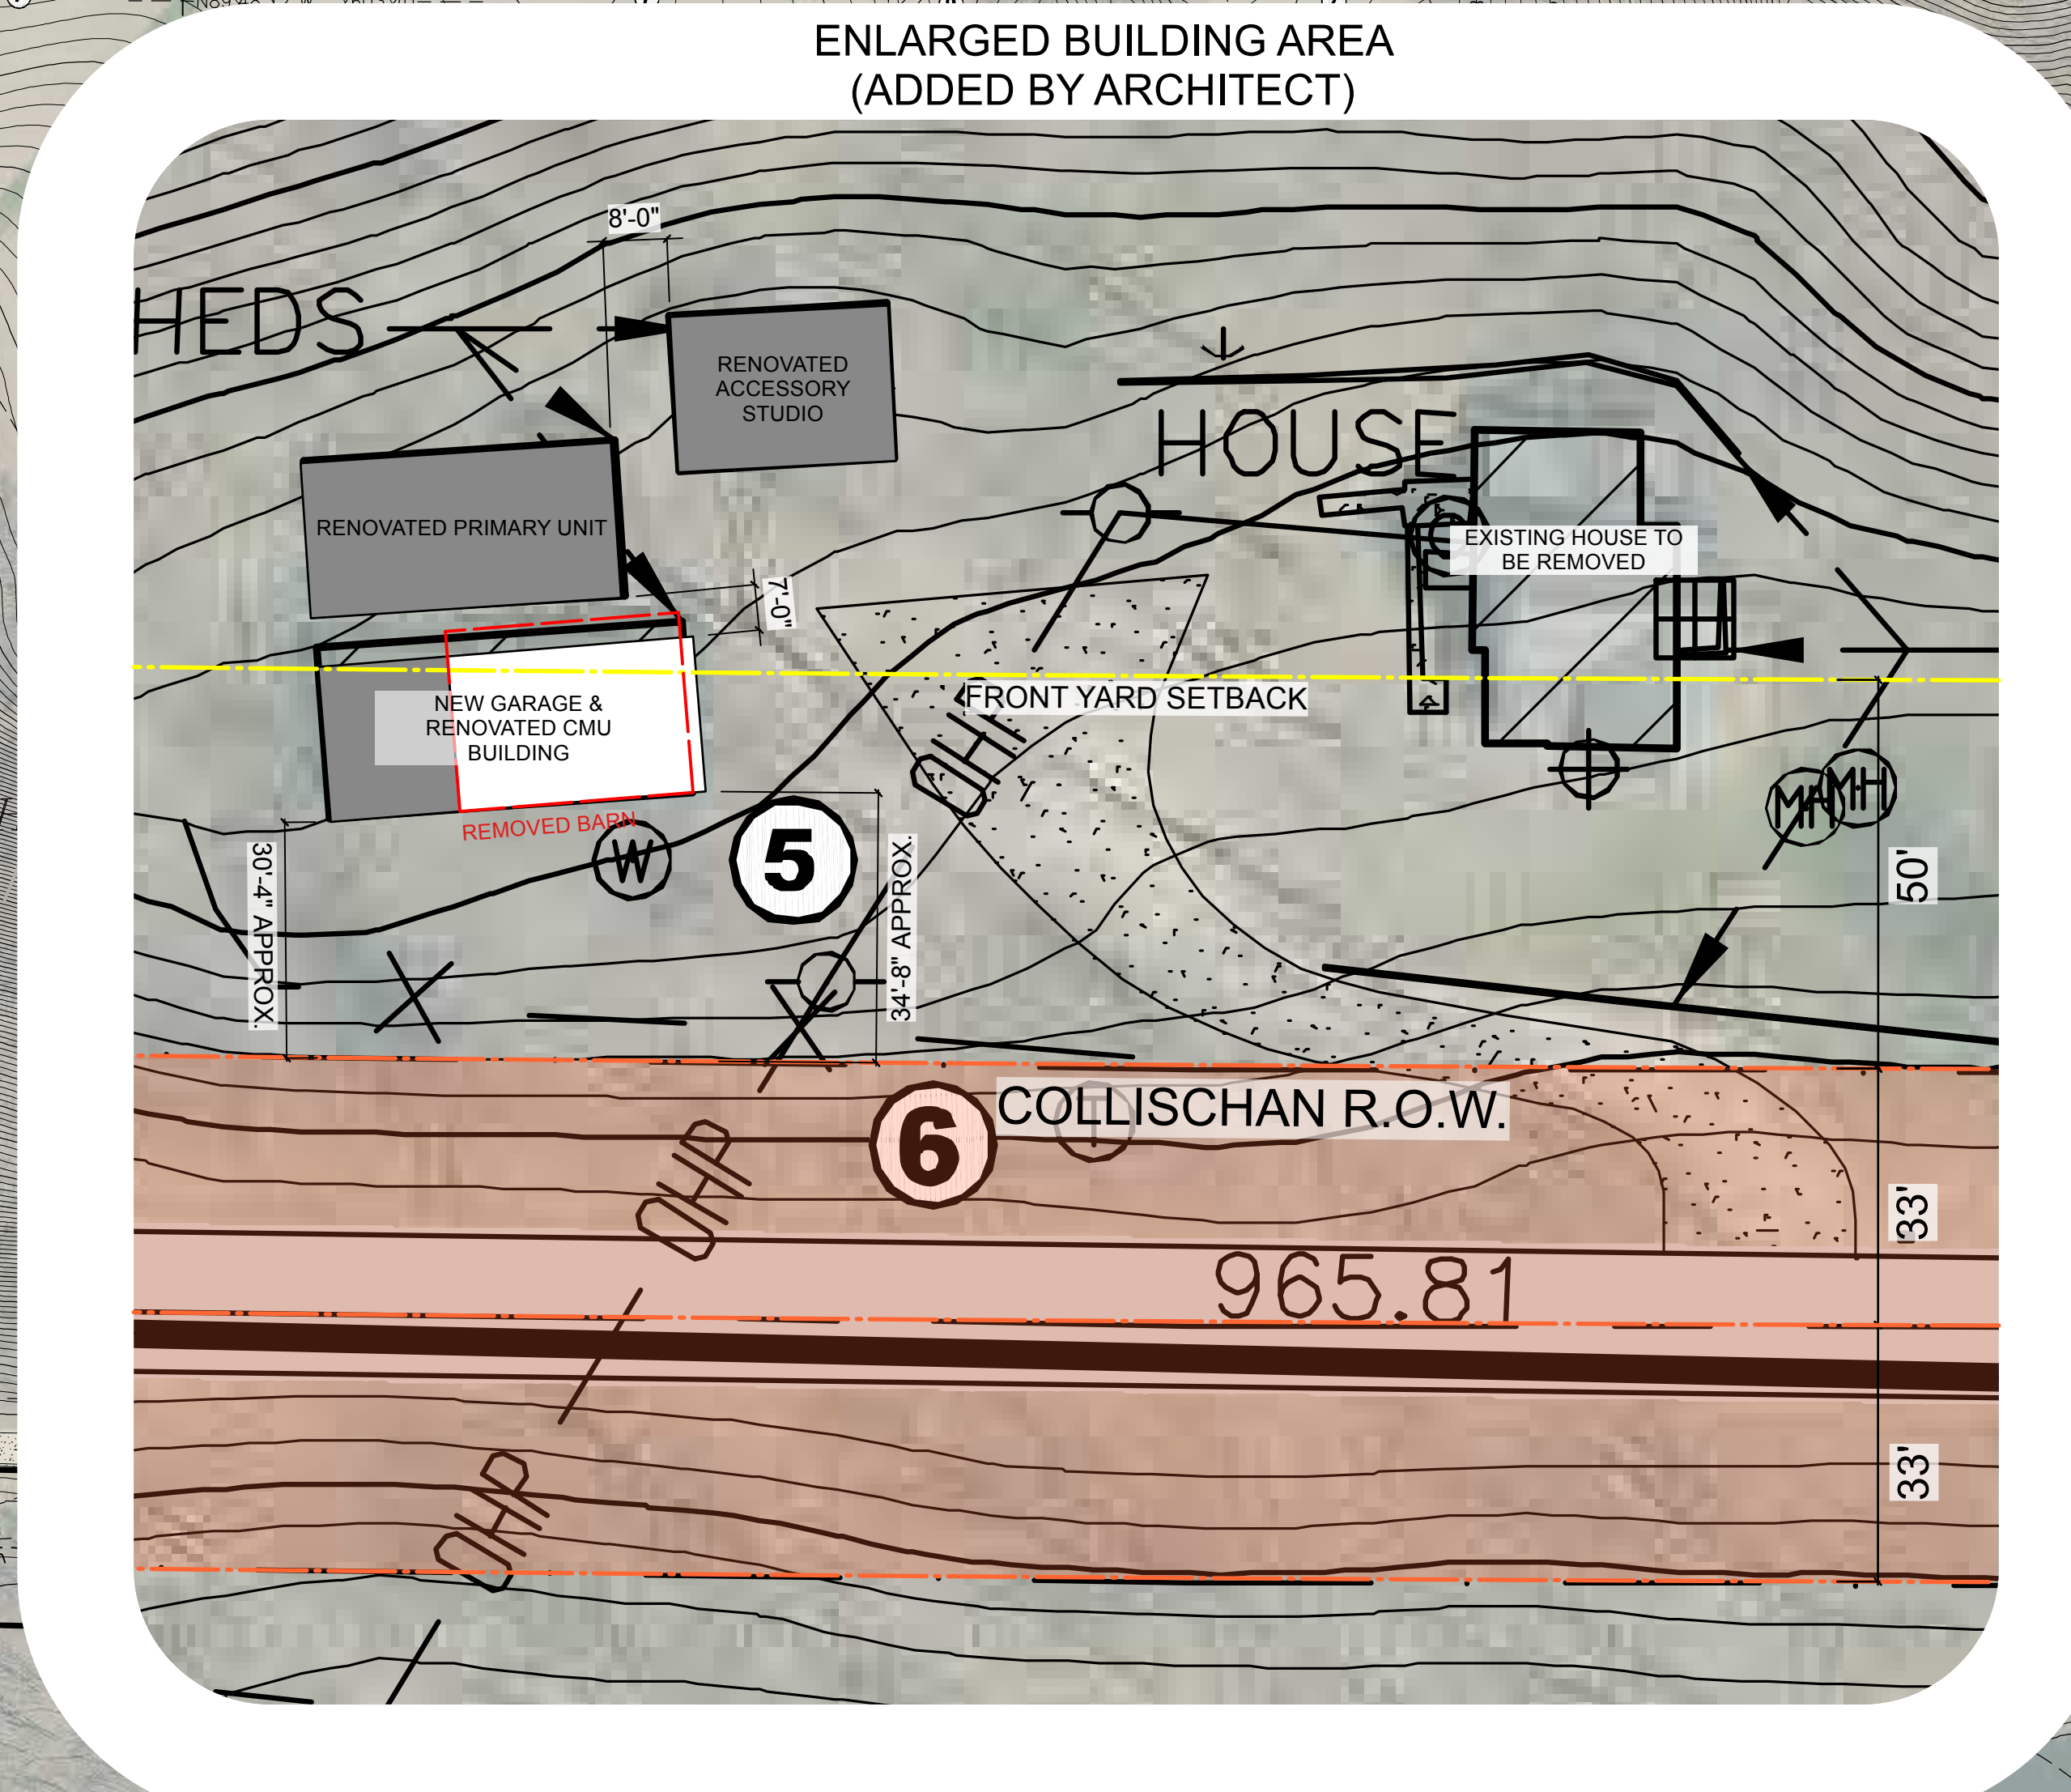 ENLARGED BUILDING AREA
(ADDED BY ARCHITECT)
8'-0"
HEDS
RENOVATED
ACCESSORY
STUDIO
HOUSE
RENOVATED PRIMARY UNIT
EXISTING HOUSE TO
BE REMOVED
7'-0"
FRONT YARD SETBACK
NEW GARAGE &
RENOVATED CMU
BUILDING
OHP
MH
MH
REMOVED BARN
W
5
30'-4" APPROX.
34'-8" APPROX.
50'
COLLISCHAN R.O.W.
T
6
OHP
33'
965.81
33'
OHP